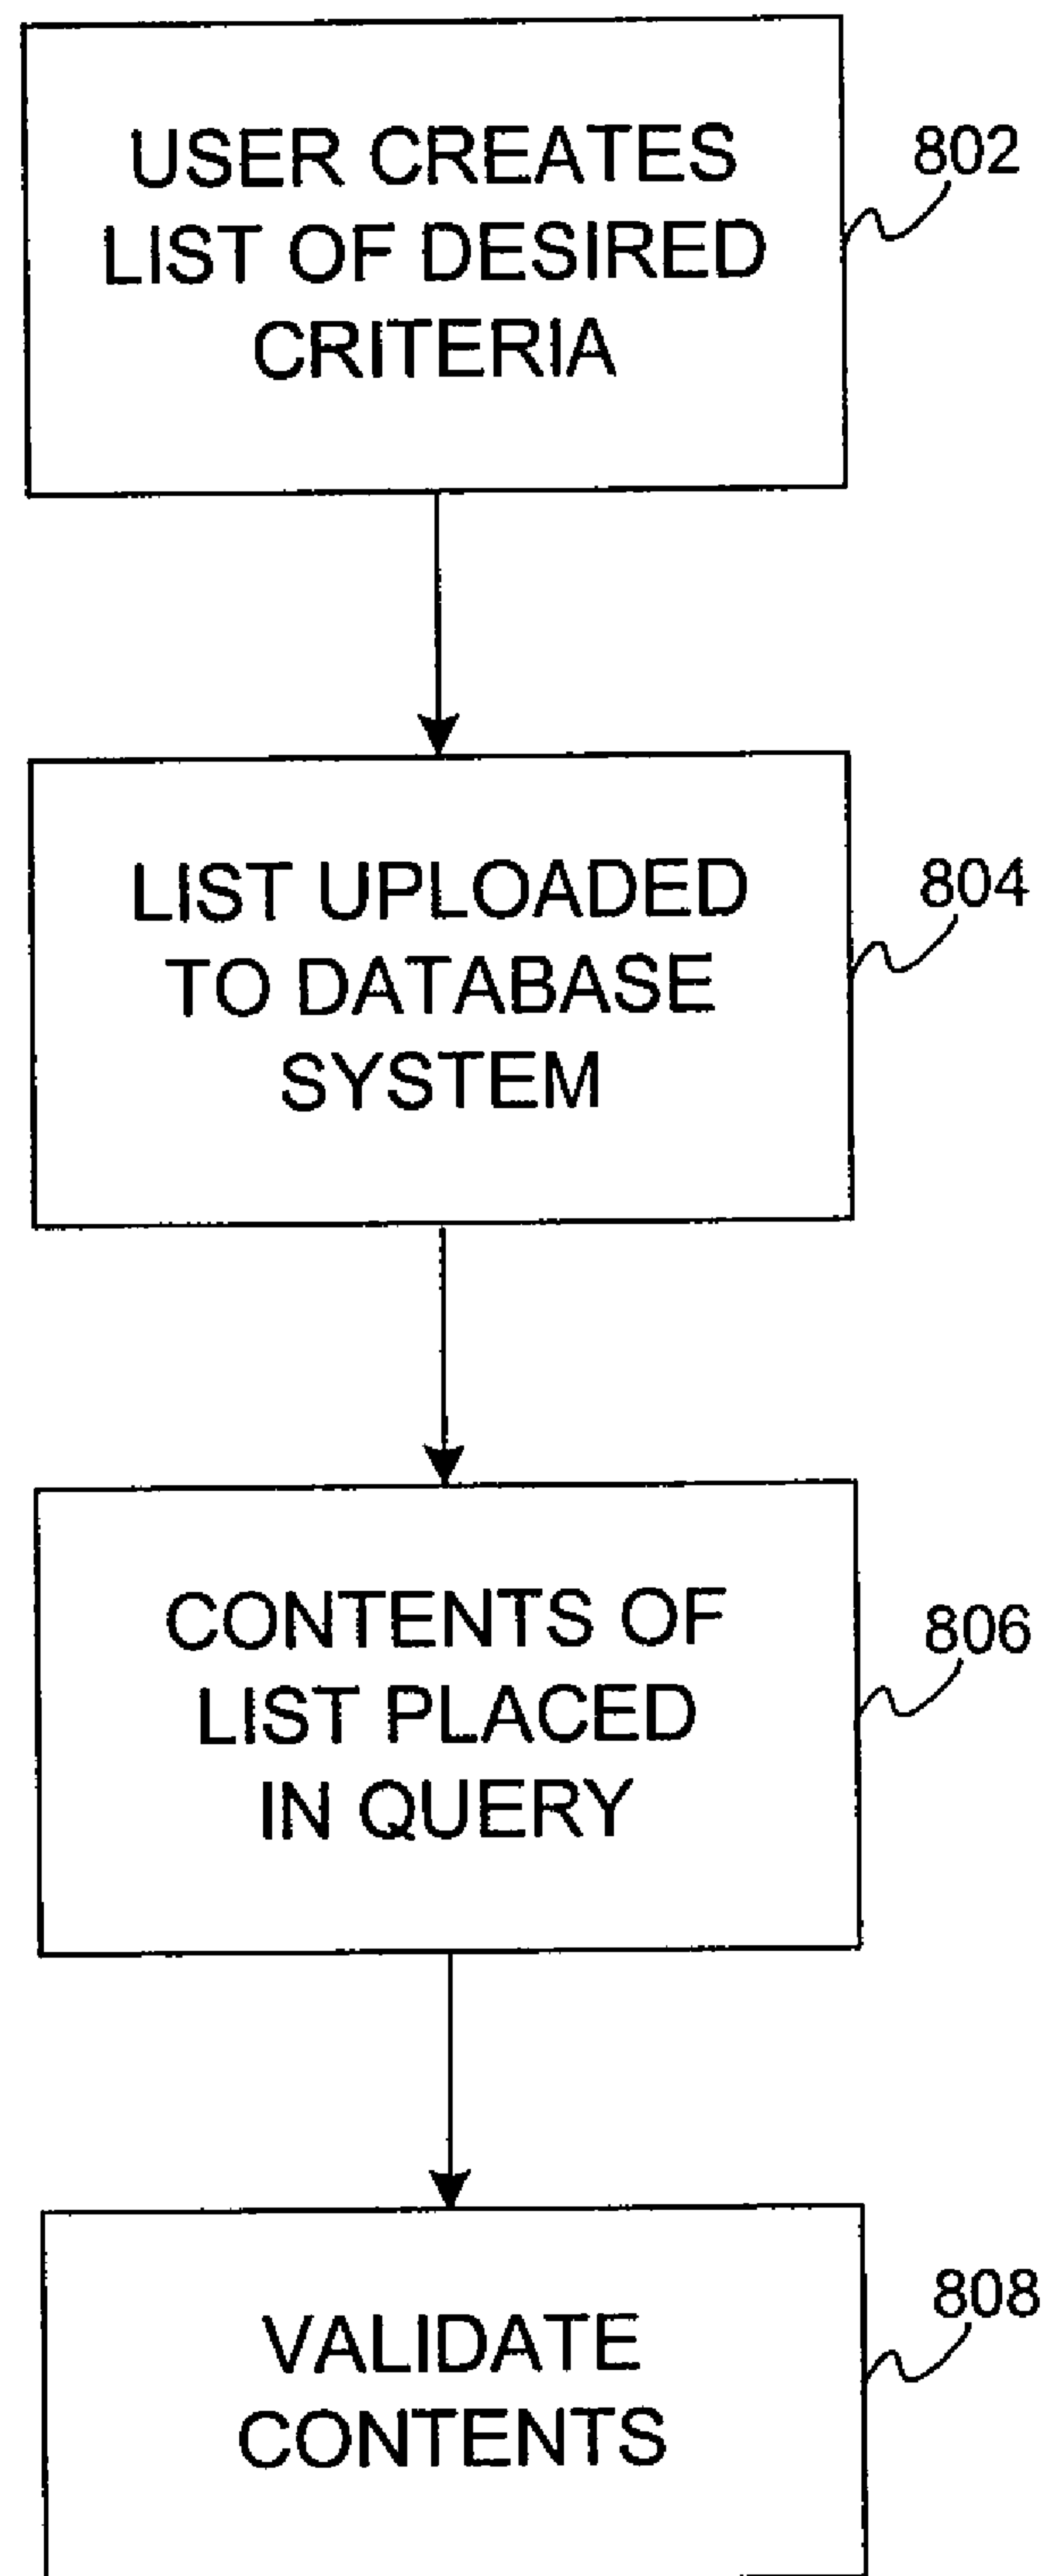 USER CREATES
LIST OF DESIRED
CRITERIA
802
LIST UPLOADED
TO DATABASE
SYSTEM
804
CONTENTS OF
LIST PLACED
IN QUERY
806
VALIDATE
CONTENTS
808